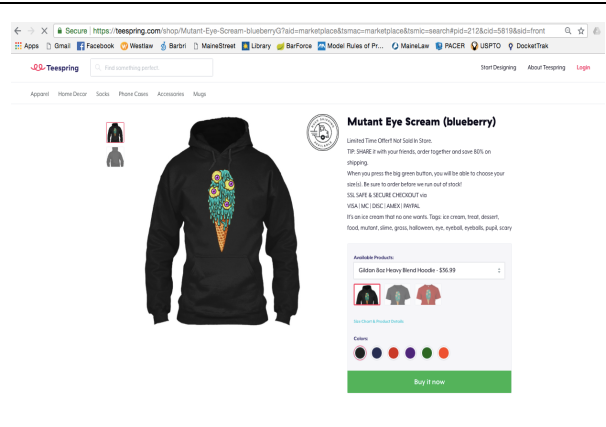 Secure | https://teespring.com/shop/Mutant-Eye-Scream-blueberryG?aid=marketplace&tsmac=marketplace&tsmic=search#pid=212&cid=5819&sid=front
Apps Gmail Facebook Westlaw Barbri MaineStreet Library BarForce Model Rules of Pr... MaineLaw PACER USPTO DocketTrak
Teespring Find something perfect. Start Designing About Teespring Login
Apparel Home Decor Socks Phone Cases Accessories Mugs
Mutant Eye Scream (blueberry)
Limited Time Offer!! Not Sold In Store.
TIP: SHARE it with your friends, order together and save 80% on
shipping.
When you press the big green button, you will be able to choose your
size(s). Be sure to order before we run out of stock!
SSL SAFE & SECURE CHECKOUT via
VISA | MC | DISC | AMEX | PAYPAL
It's an ice cream that no one wants. Tags: ice cream, treat, dessert,
food, mutant, slime, gross, halloween, eye, eyeball, eyeballs, pupil, scary
Available Products:
Gildan 8oz Heavy Blend Hoodie - $36.99
Size Chart & Product Details
Colors:
Buy it now